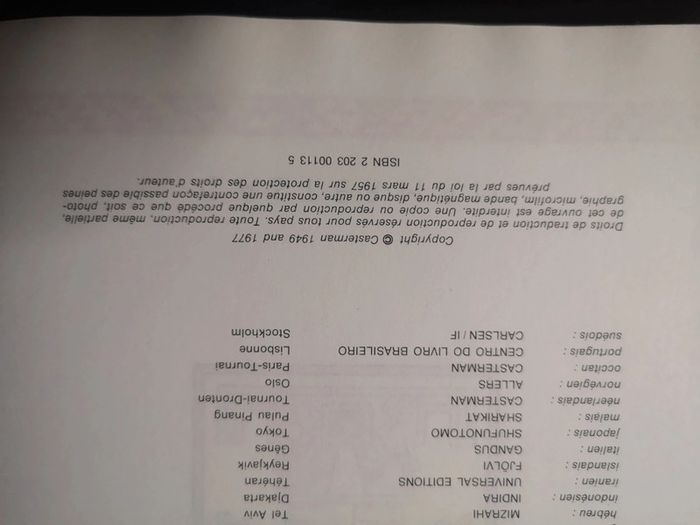 hébreu : MIZRAHI Tel Aviv
indonésien : INDIRA Djakarta
iranien : UNIVERSAL EDITIONS Téhéran
islandais : FJÖLVI Reykjavik
italien : GANDUS Gênes
japonais : SHUFUNOTOMO Tokyo
malais : SHARIKAT Pulau Pinang
néerlandais : CASTERMAN Tournai-Dronten
norvégien : ALLERS Oslo
occitan : CASTERMAN Paris-Tournai
portugais : CENTRO DO LIVRO BRASILEIRO Lisbonne
suédois : CARLSEN / IF Stockholm
Copyright © Casterman 1949 and 1977
Droits de traduction et de reproduction réservés pour tous pays. Toute reproduction, même partielle,
de cet ouvrage est interdite. Une copie ou reproduction par quelque procédé que ce soit, photo-
graphie, microfilm, bande magnétique, disque ou autre, constitue une contrefaçon passible des peines
prévues par la loi du 11 mars 1957 sur la protection des droits d'auteur.
ISBN 2 203 00113 5